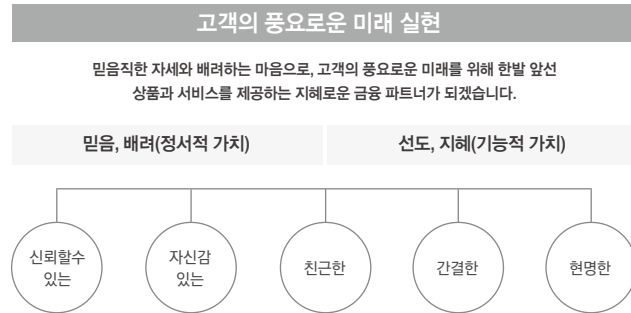 고객의 풍요로운 미래 실현
믿음직한 자세와 배려하는 마음으로, 고객의 풍요로운 미래를 위해 한발 앞선
상품과 서비스를 제공하는 지혜로운 금융 파트너가 되겠습니다.
믿음, 배려(정서적 가치)
선도, 지혜(기능적 가치)
신뢰할수
있는
자신감
있는
친근한
간결한
현명한